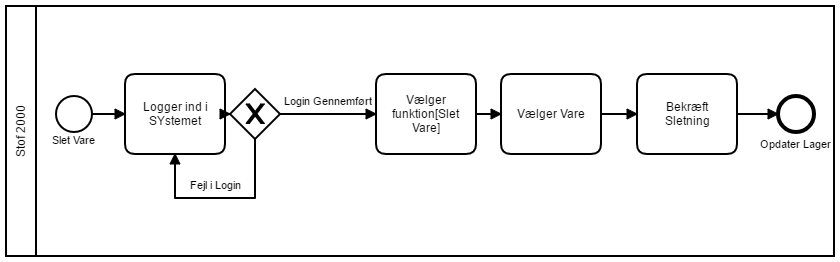 Stof 2000
Slet Vare
Logger ind i
SYstemet
X
Fejl i Login
Login Gennemført
Vælger
funktion[Slet
Vare]
Vælger Vare
Bekræft
Sletning
Opdater Lager